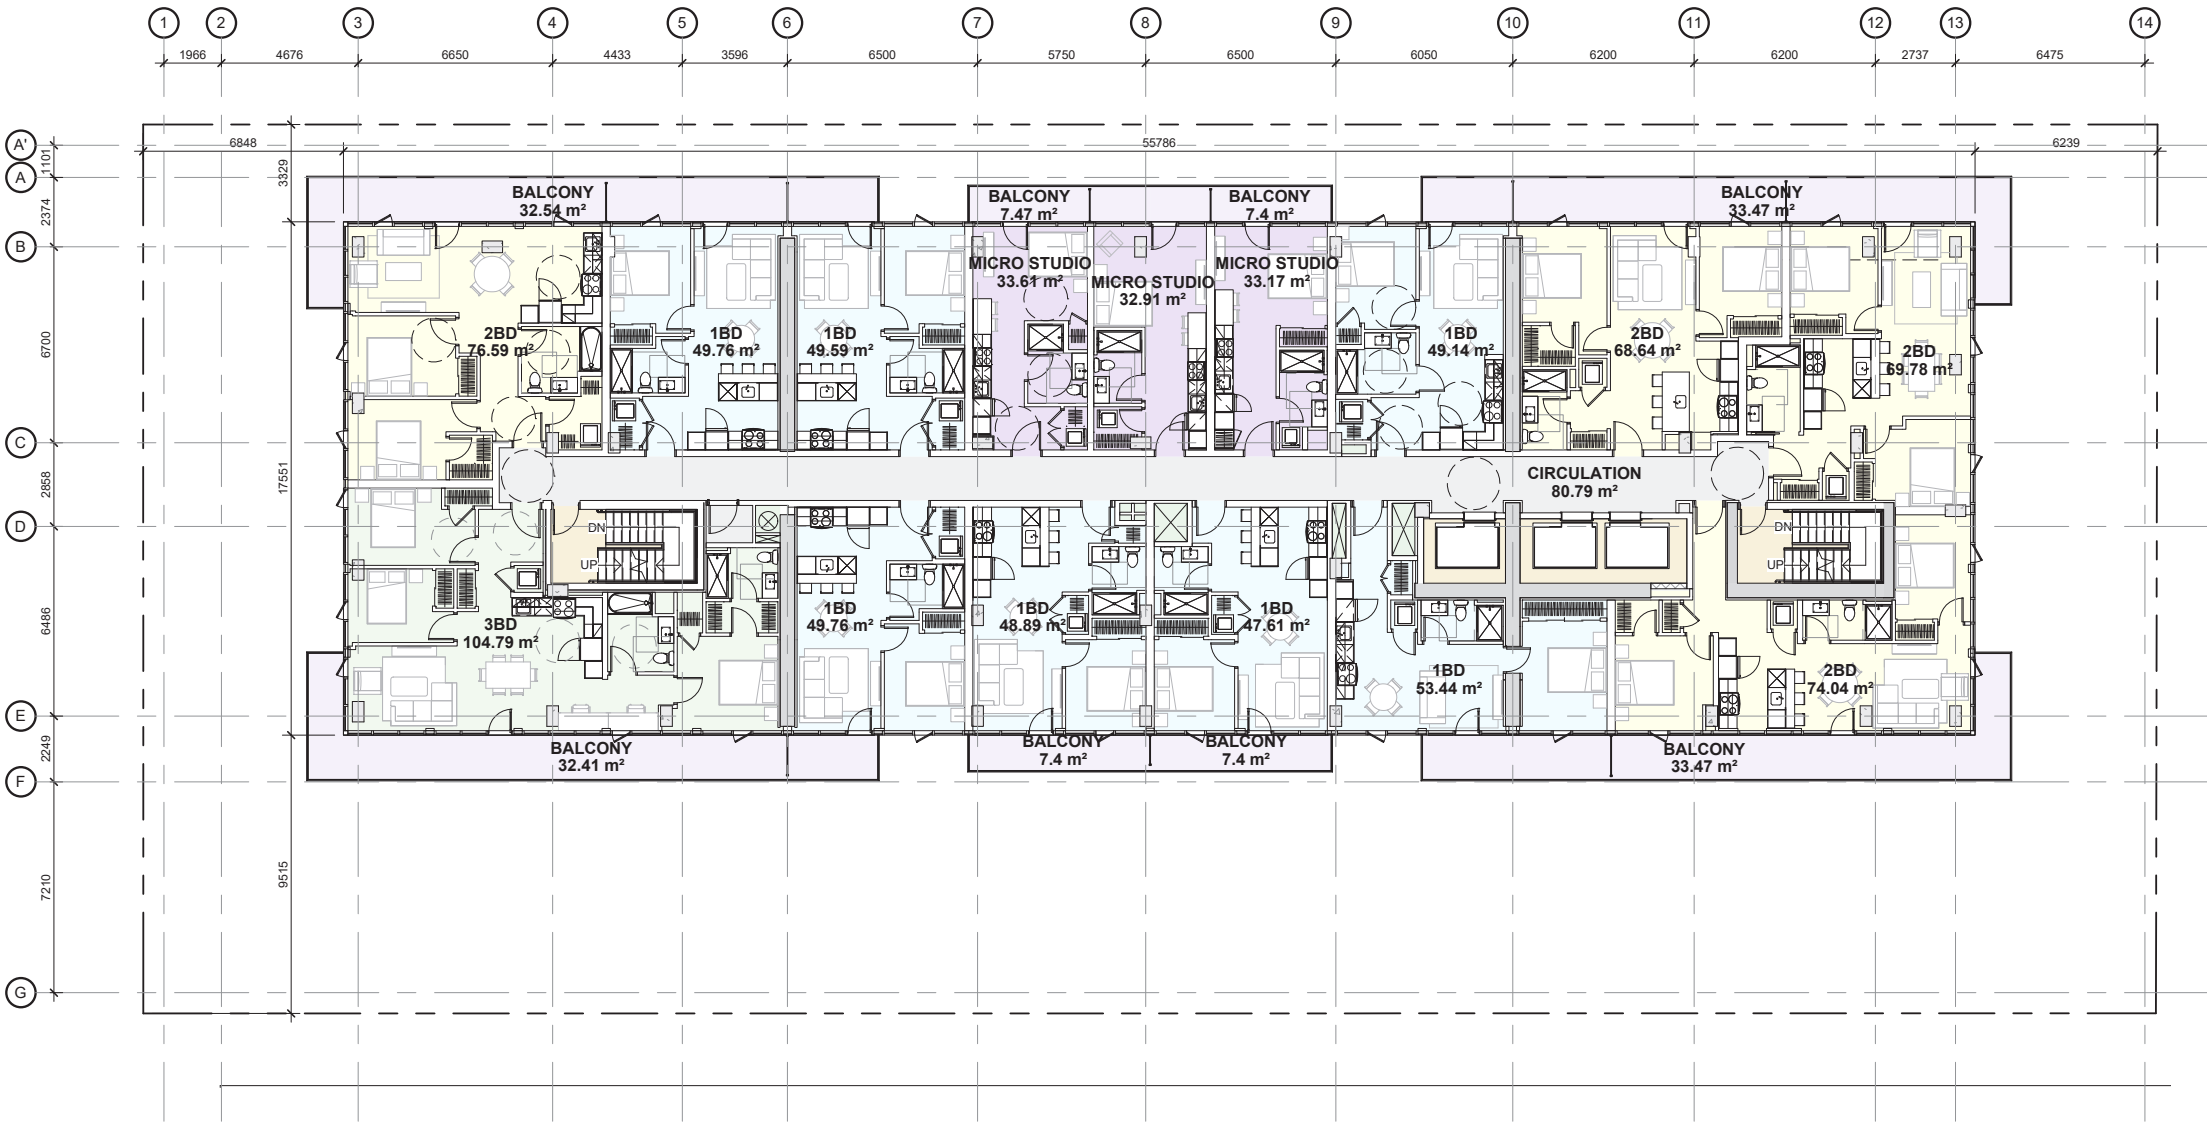 1 2 3 4 5 6 7 8 9 10 11 12 13 14
1966 4676 6650 4433 3596 6500 5750 6500 6050 6200 6200 2737 6475
A'
A
B
C
D
E
F
G
1101
2374
6700
2858
6486
2249
7210
6848 55786 6239
3329
17551
9515
BALCONY
32.54 m²
BALCONY
7.47 m²
BALCONY
7.4 m²
BALCONY
33.47 m²
2BD
76.59 m²
1BD
49.76 m²
1BD
49.59 m²
MICRO STUDIO
33.61 m²
MICRO STUDIO
32.91 m²
MICRO STUDIO
33.17 m²
1BD
49.14 m²
2BD
68.64 m²
2BD
69.78 m²
CIRCULATION
80.79 m²
DN
UP
DN
UP
3BD
104.79 m²
1BD
49.76 m²
1BD
48.89 m²
1BD
47.61 m²
1BD
53.44 m²
2BD
74.04 m²
BALCONY
32.41 m²
BALCONY
7.4 m²
BALCONY
7.4 m²
BALCONY
33.47 m²